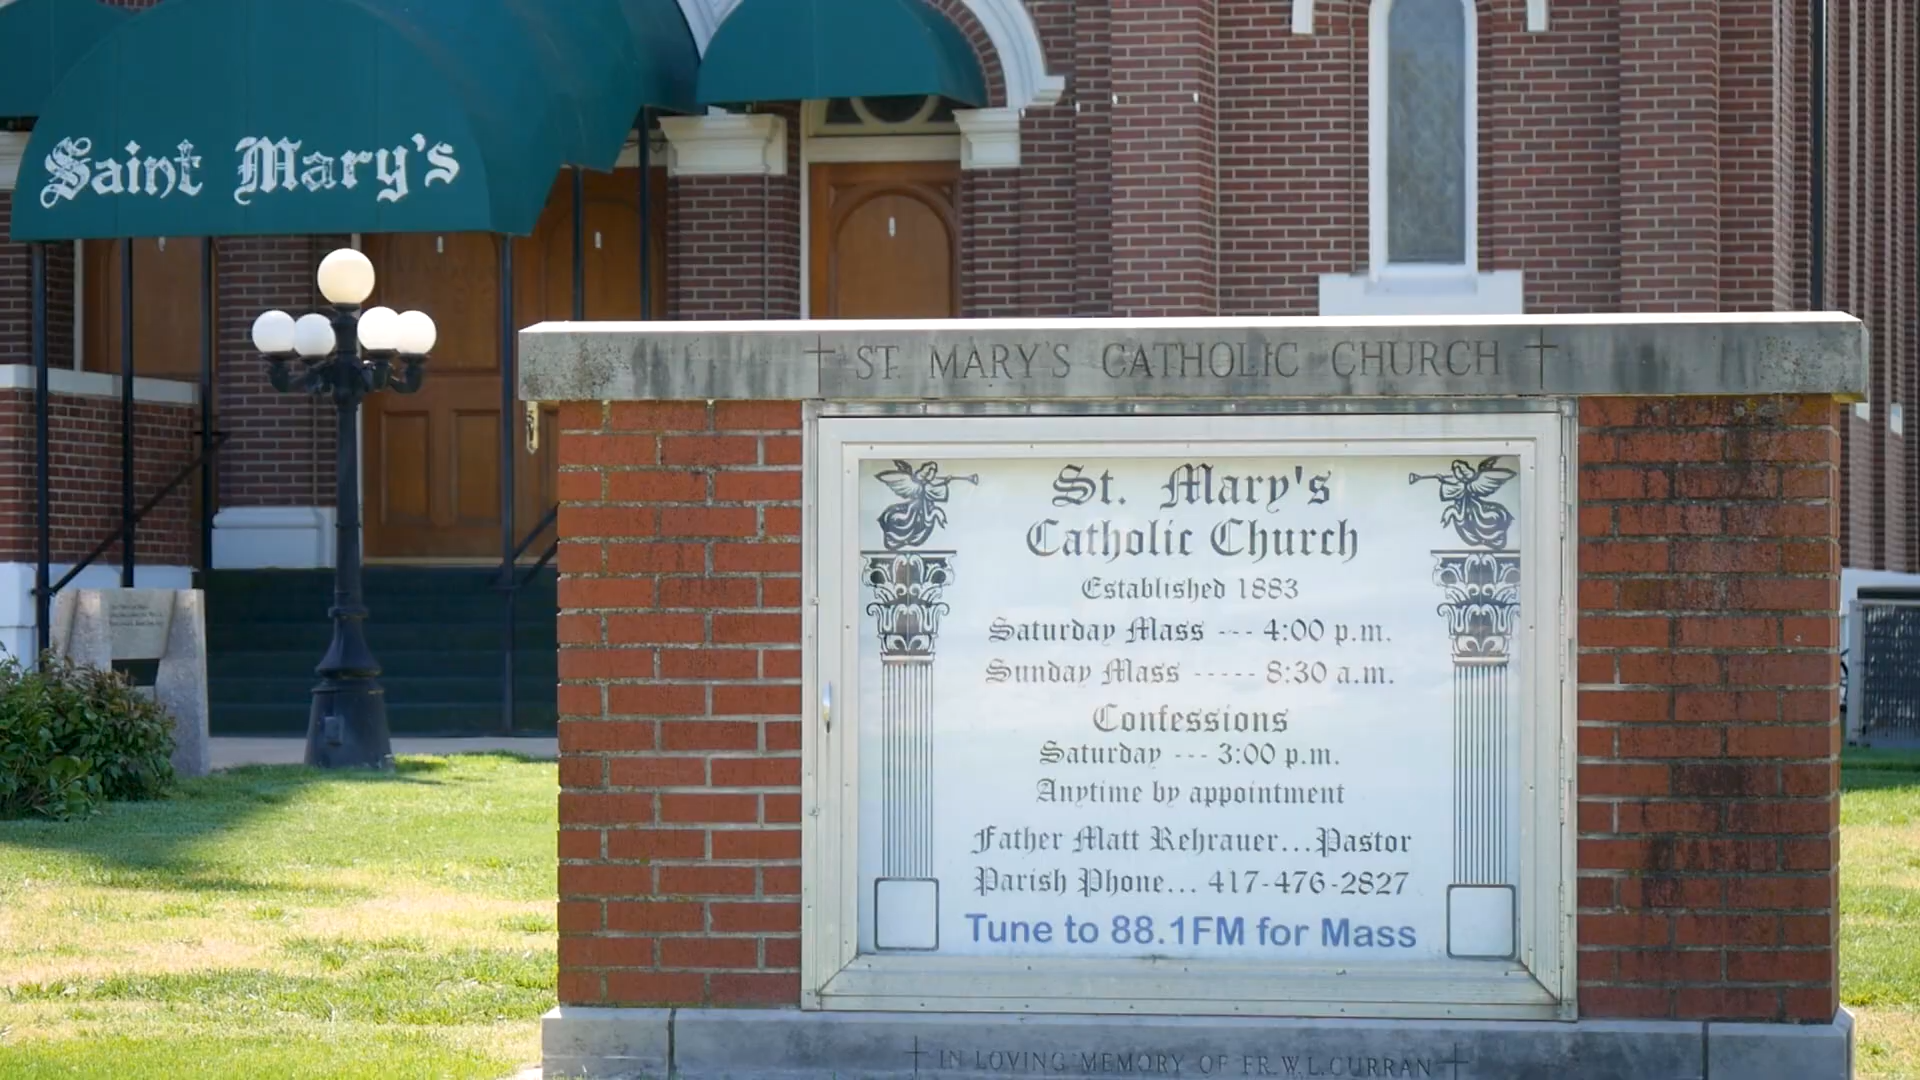 Saint Mary's
ST. MARY'S CATHOLIC CHURCH
St. Mary's
Catholic Church
Established 1883
Saturday Mass --- 4:00 p.m.
Sunday Mass ----- 8:30 a.m.
Confessions
Saturday --- 3:00 p.m.
Anytime by appointment
Father Matt Rehrauer...Pastor
Parish Phone... 417-476-2827
Tune to 88.1FM for Mass
IN LOVING MEMORY OF FR. W. L. CURRAN